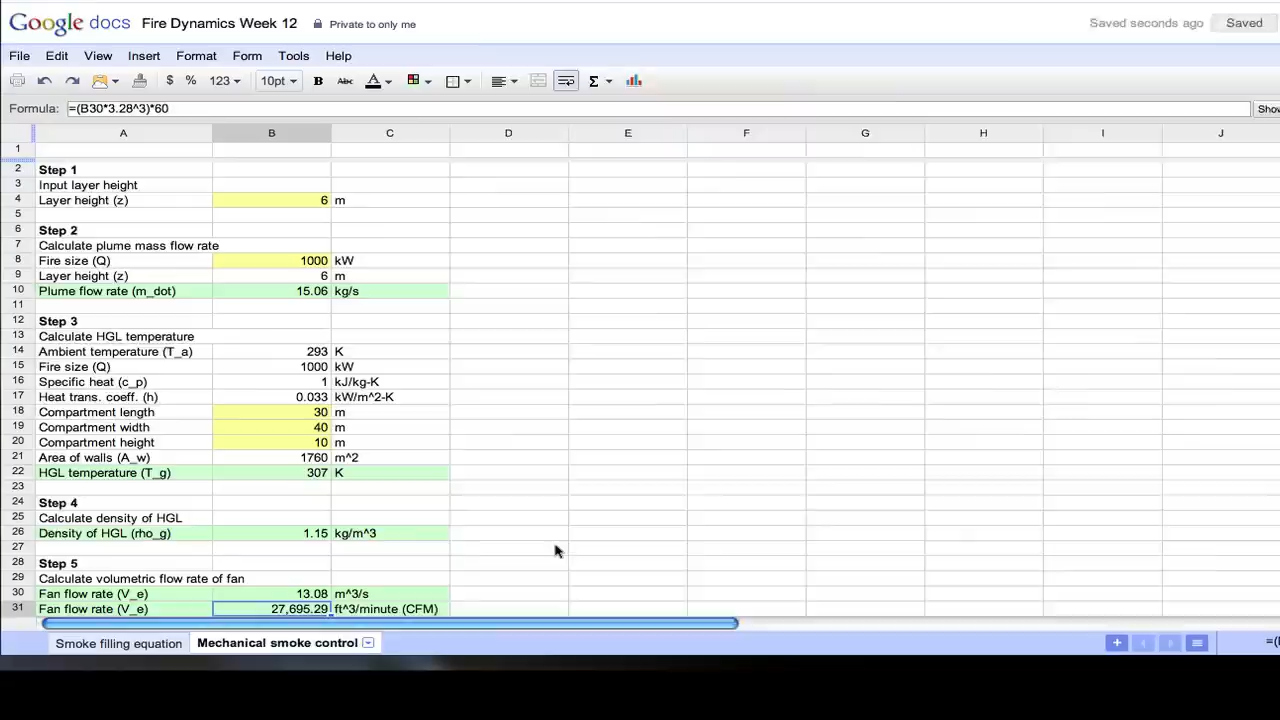 Google docs Fire Dynamics Week 12 Private to only me Saved seconds ago Saved
File Edit View Insert Format Form Tools Help
$ % 123 10pt B Abc A Σ
Formula: =(B30*3.28^3)*60 Show
A B C D E F G H I J
1
2 Step 1
3 Input layer height
4 Layer height (z) 6 m
5
6 Step 2
7 Calculate plume mass flow rate
8 Fire size (Q) 1000 kW
9 Layer height (z) 6 m
10 Plume flow rate (m_dot) 15.06 kg/s
11
12 Step 3
13 Calculate HGL temperature
14 Ambient temperature (T_a) 293 K
15 Fire size (Q) 1000 kW
16 Specific heat (c_p) 1 kJ/kg-K
17 Heat trans. coeff. (h) 0.033 kW/m^2-K
18 Compartment length 30 m
19 Compartment width 40 m
20 Compartment height 10 m
21 Area of walls (A_w) 1760 m^2
22 HGL temperature (T_g) 307 K
23
24 Step 4
25 Calculate density of HGL
26 Density of HGL (rho_g) 1.15 kg/m^3
27
28 Step 5
29 Calculate volumetric flow rate of fan
30 Fan flow rate (V_e) 13.08 m^3/s
31 Fan flow rate (V_e) 27,695.29 ft^3/minute (CFM)
Smoke filling equation Mechanical smoke control